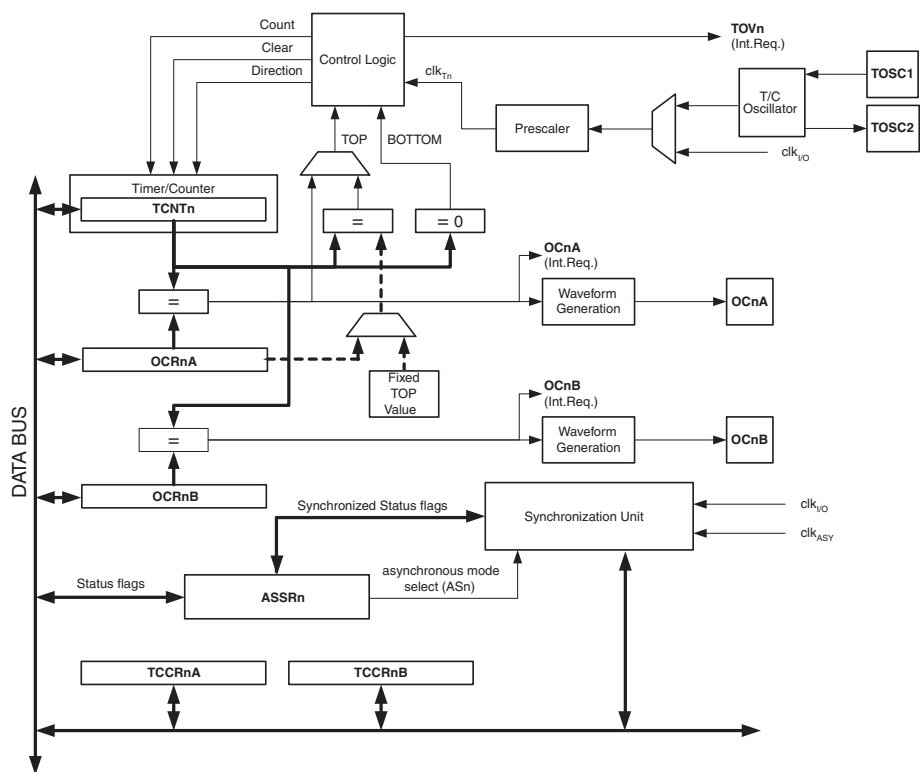 Count
Clear
Direction
Control Logic
TOVn
(Int.Req.)
clkTn
TOSC1
T/C
Oscillator
TOSC2
Prescaler
clkI/O
TOP
BOTTOM
Timer/Counter
TCNTn
=
= 0
OCnA
(Int.Req.)
=
Waveform
Generation
OCnA
OCRnA
Fixed
TOP
Value
OCnB
(Int.Req.)
=
Waveform
Generation
OCnB
DATA BUS
OCRnB
Synchronized Status flags
Synchronization Unit
clkI/O
clkASY
Status flags
ASSRn
asynchronous mode
select (ASn)
TCCRnA
TCCRnB